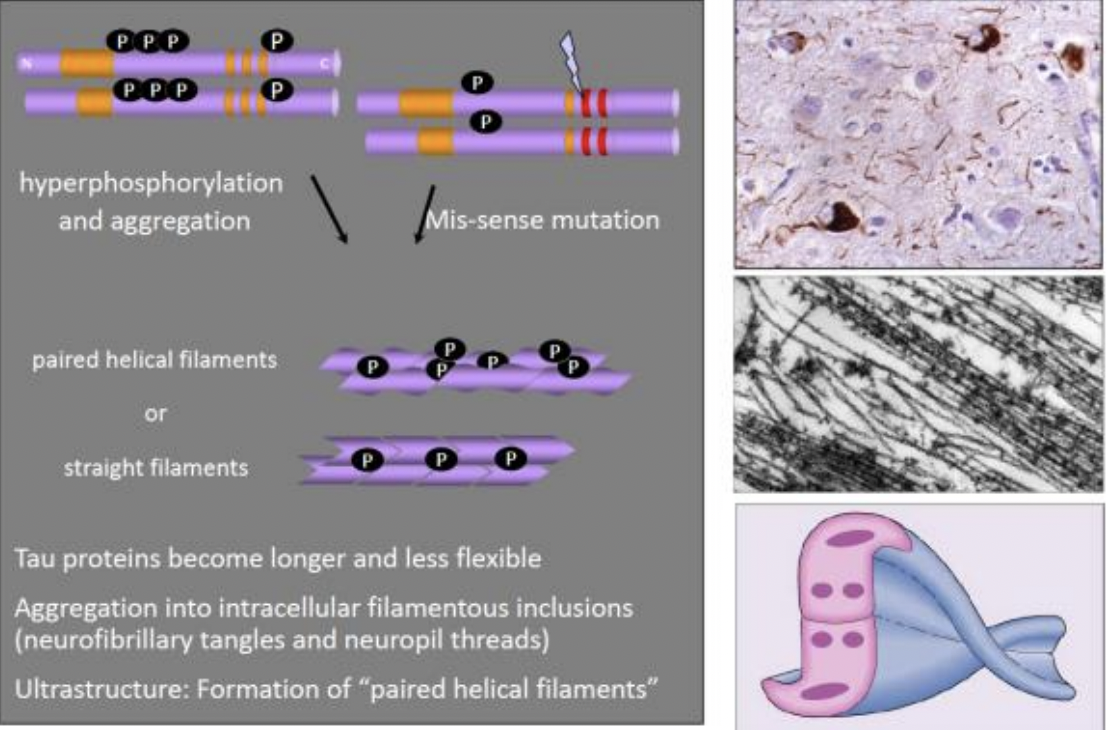 P P P P
N C
P P P P
P
P
hyperphosphorylation
and aggregation
Mis-sense mutation
paired helical filaments
P P P P P P
or
straight filaments
P P P
Tau proteins become longer and less flexible
Aggregation into intracellular filamentous inclusions
(neurofibrillary tangles and neuropil threads)
Ultrastructure: Formation of “paired helical filaments”